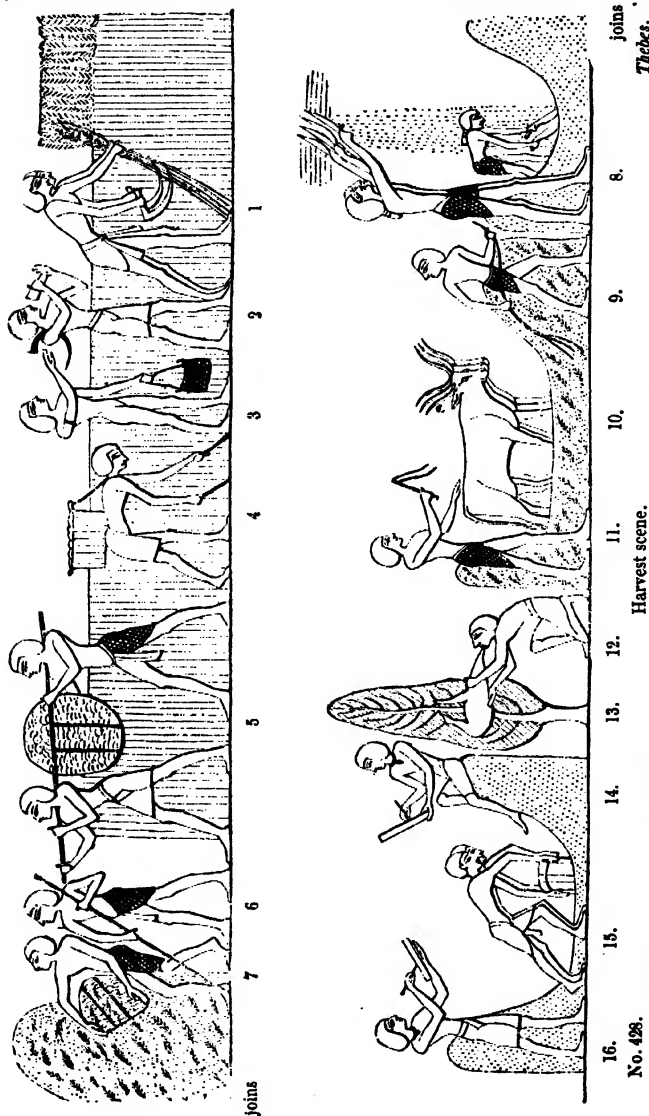 joins 7 6 5 4 3 2 1
16. 15. 14. 13. 12. 11. 10. 9. 8. joins
No. 428. Harvest scene. Thebes.